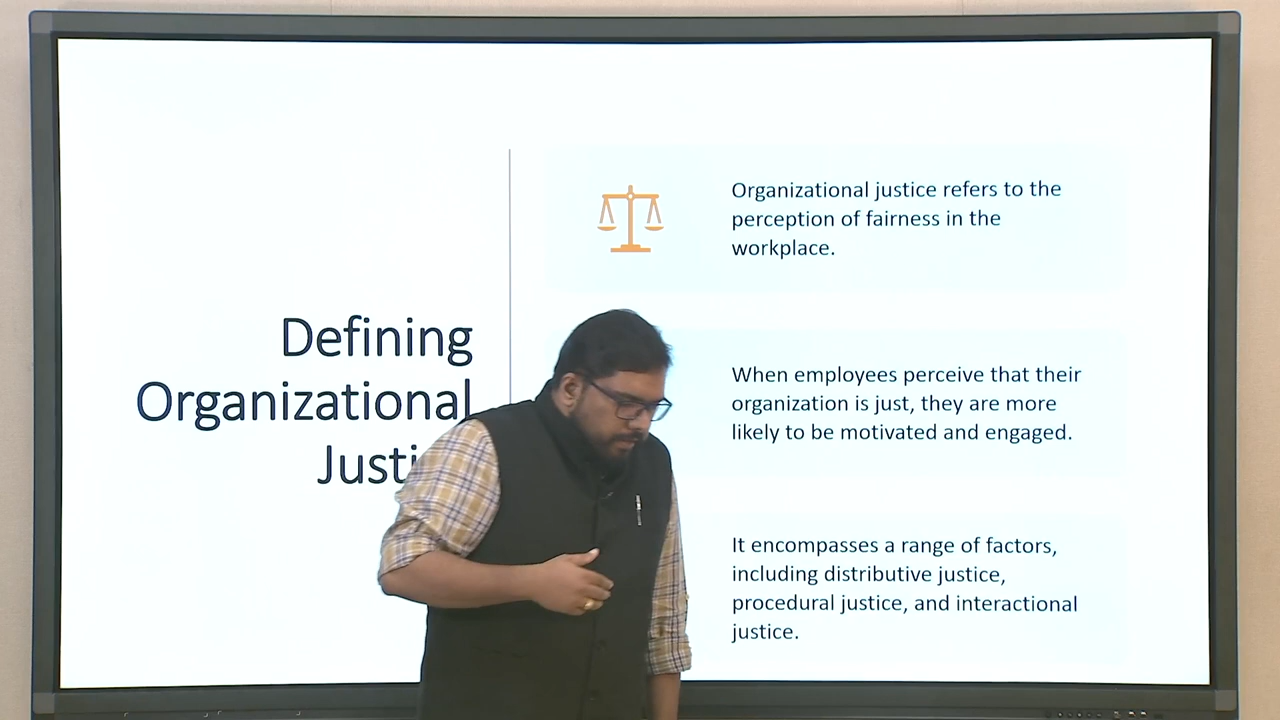 Defining
Organizational
Organizational justice refers to the
perception of fairness in the
workplace.
When employees perceive that their
organization is just, they are more
likely to be motivated and engaged.
It encompasses a range of factors,
including distributive justice,
procedural justice, and interactional
justice.